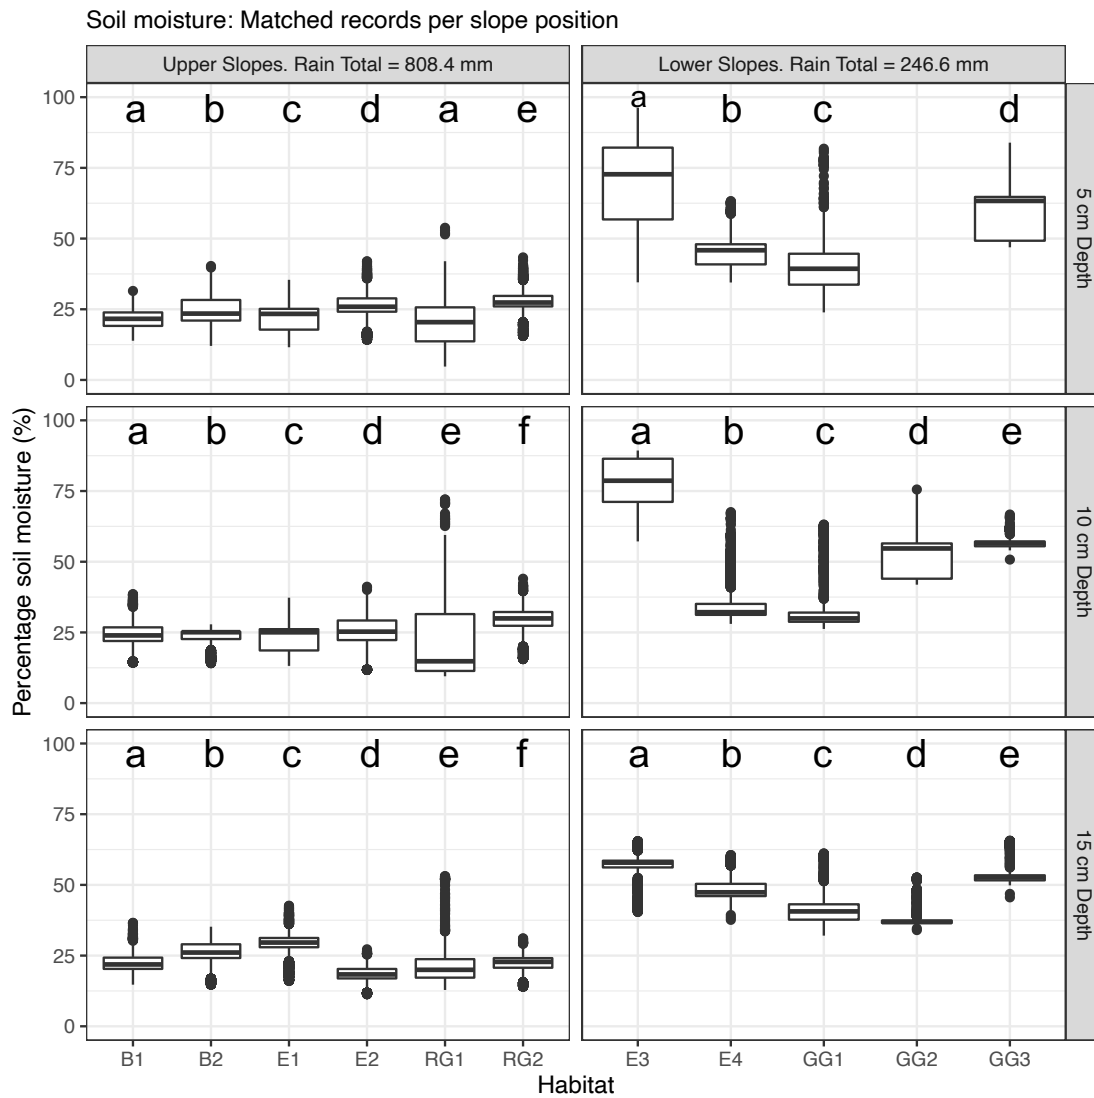 Soil moisture: Matched records per slope position
Upper Slopes. Rain Total = 808.4 mm
Lower Slopes. Rain Total = 246.6 mm
100
75
50
25
0
a b c d a e
a b c d
5 cm Depth
Percentage soil moisture (%)
100
75
50
25
0
a b c d e f
a b c d e
10 cm Depth
100
75
50
25
0
a b c d e f
a b c d e
15 cm Depth
B1 B2 E1 E2 RG1 RG2
E3 E4 GG1 GG2 GG3
Habitat